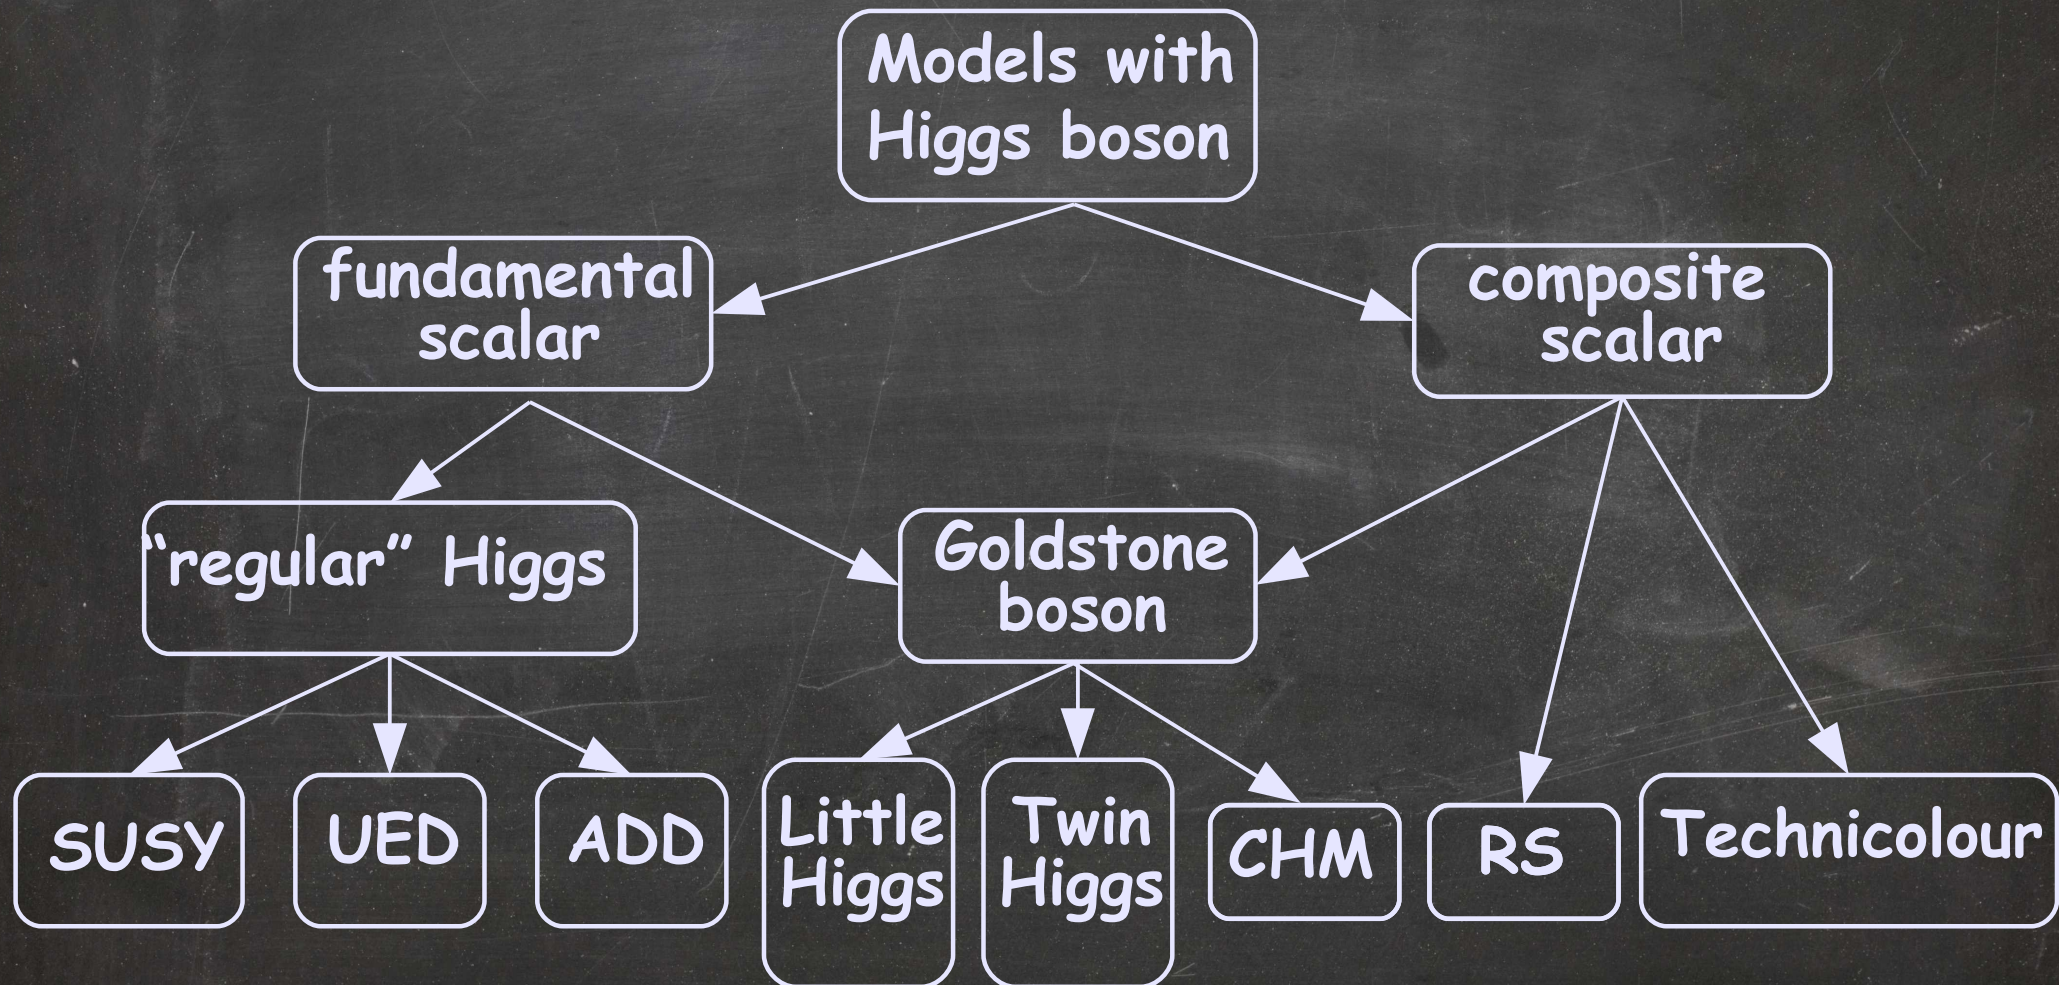 Models with
Higgs boson
fundamental
scalar
composite
scalar
“regular” Higgs
Goldstone
boson
SUSY
UED
ADD
Little
Higgs
Twin
Higgs
CHM
RS
Technicolour